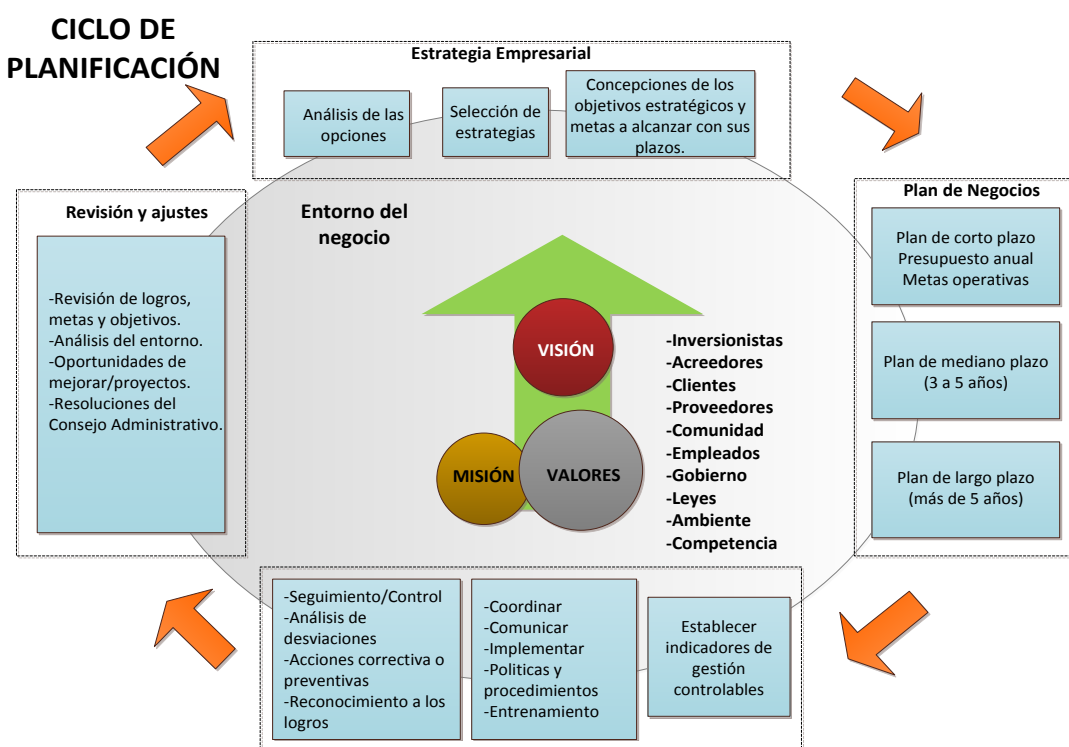 CICLO DE
PLANIFICACIÓN
Estrategia Empresarial
Análisis de las
opciones
Selección de
estrategias
Concepciones de los
objetivos estratégicos y
metas a alcanzar con sus
plazos.
Plan de Negocios
Plan de corto plazo
Presupuesto anual
Metas operativas
Plan de mediano plazo
(3 a 5 años)
Plan de largo plazo
(más de 5 años)
Revisión y ajustes
-Revisión de logros,
metas y objetivos.
-Análisis del entorno.
-Oportunidades de
mejorar/proyectos.
-Resoluciones del
Consejo Administrativo.
Entorno del
negocio
VISIÓN
MISIÓN
VALORES
-Inversionistas
-Acreedores
-Clientes
-Proveedores
-Comunidad
-Empleados
-Gobierno
-Leyes
-Ambiente
-Competencia
-Seguimiento/Control
-Análisis de
desviaciones
-Acciones correctiva o
preventivas
-Reconocimiento a los
logros
-Coordinar
-Comunicar
-Implementar
-Politicas y
procedimientos
-Entrenamiento
Establecer
indicadores de
gestión
controlables